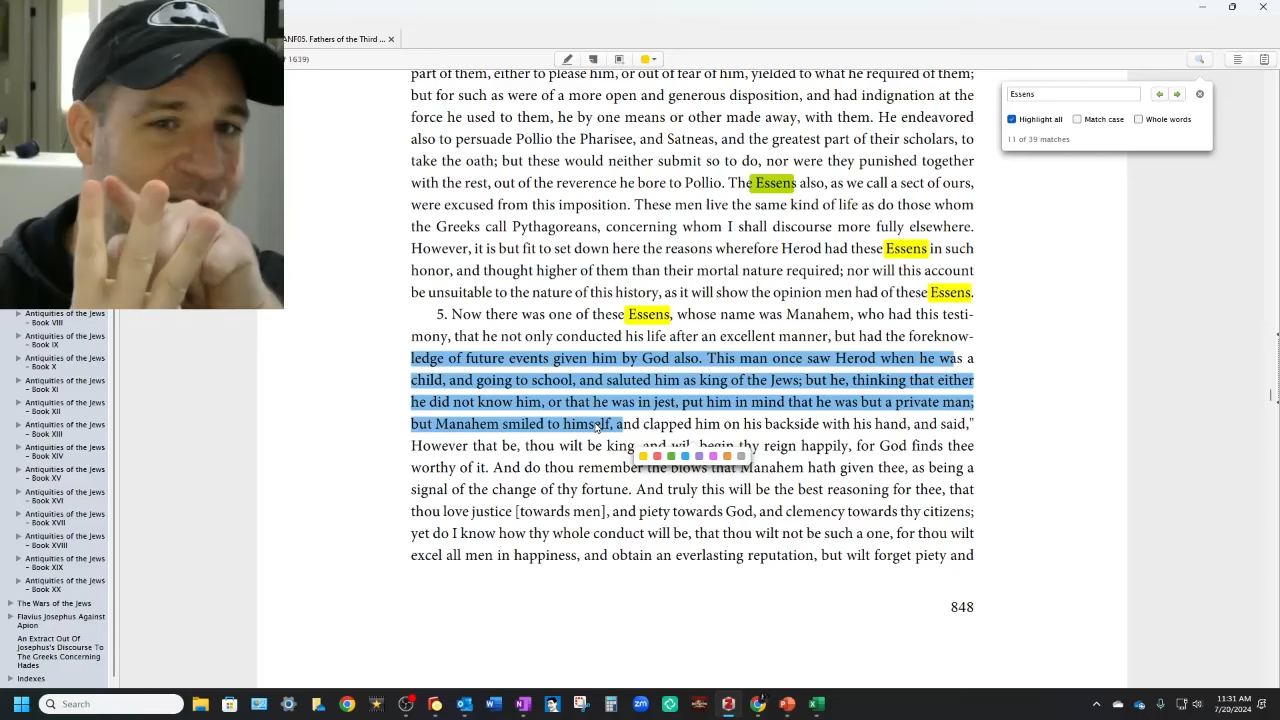 ANF05. Fathers of the Third ...
1639)
part of them, either to please him, or out of fear of him, yielded to what he required of them;
but for such as were of a more open and generous disposition, and had indignation at the
force he used to them, he by one means or other made away, with them. He endeavored
also to persuade Pollio the Pharisee, and Satneas, and the greatest part of their scholars, to
take the oath; but these would neither submit so to do, nor were they punished together
with the rest, out of the reverence he bore to Pollio. The Essens also, as we call a sect of ours,
were excused from this imposition. These men live the same kind of life as do those whom
the Greeks call Pythagoreans, concerning whom I shall discourse more fully elsewhere.
However, it is but fit to set down here the reasons wherefore Herod had these Essens in such
honor, and thought higher of them than their mortal nature required; nor will this account
be unsuitable to the nature of this history, as it will show the opinion men had of these Essens.
5. Now there was one of these Essens, whose name was Manahem, who had this testi-
mony, that he not only conducted his life after an excellent manner, but had the foreknow-
ledge of future events given him by God also. This man once saw Herod when he was a
child, and going to school, and saluted him as king of the Jews; but he, thinking that either
he did not know him, or that he was in jest, put him in mind that he was but a private man;
but Manahem smiled to himself, and clapped him on his backside with his hand, and said,"
However that be, thou wilt be king, and wilt begin thy reign happily, for God finds thee
worthy of it. And do thou remember the blows that Manahem hath given thee, as being a
signal of the change of thy fortune. And truly this will be the best reasoning for thee, that
thou love justice [towards men], and piety towards God, and clemency towards thy citizens;
yet do I know how thy whole conduct will be, that thou wilt not be such a one, for thou wilt
excel all men in happiness, and obtain an everlasting reputation, but wilt forget piety and
848
Essens
Highlight all
Match case
Whole words
11 of 39 matches
Antiquities of the Jews
- Book VIII
Antiquities of the Jews
- Book IX
Antiquities of the Jews
- Book X
Antiquities of the Jews
- Book XI
Antiquities of the Jews
- Book XII
Antiquities of the Jews
- Book XIII
Antiquities of the Jews
- Book XIV
Antiquities of the Jews
- Book XV
Antiquities of the Jews
- Book XVI
Antiquities of the Jews
- Book XVII
Antiquities of the Jews
- Book XVIII
Antiquities of the Jews
- Book XIX
Antiquities of the Jews
- Book XX
The Wars of the Jews
Flavius Josephus Against
Apion
An Extract Out Of
Josephus's Discourse To
The Greeks Concerning
Hades
Indexes
Search
zm
11:31 AM
7/20/2024